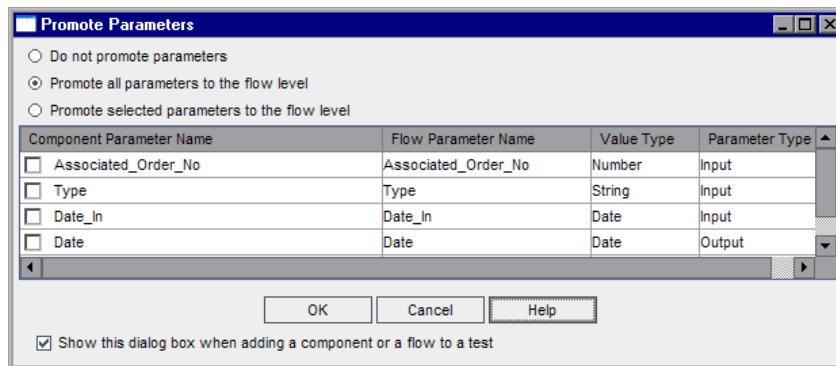 Promote Parameters
Do not promote parameters
Promote all parameters to the flow level
Promote selected parameters to the flow level
Component Parameter Name Flow Parameter Name Value Type Parameter Type
Associated_Order_No Associated_Order_No Number Input
Type Type String Input
Date_In Date_In Date Input
Date Date Date Output
OK Cancel Help
Show this dialog box when adding a component or a flow to a test